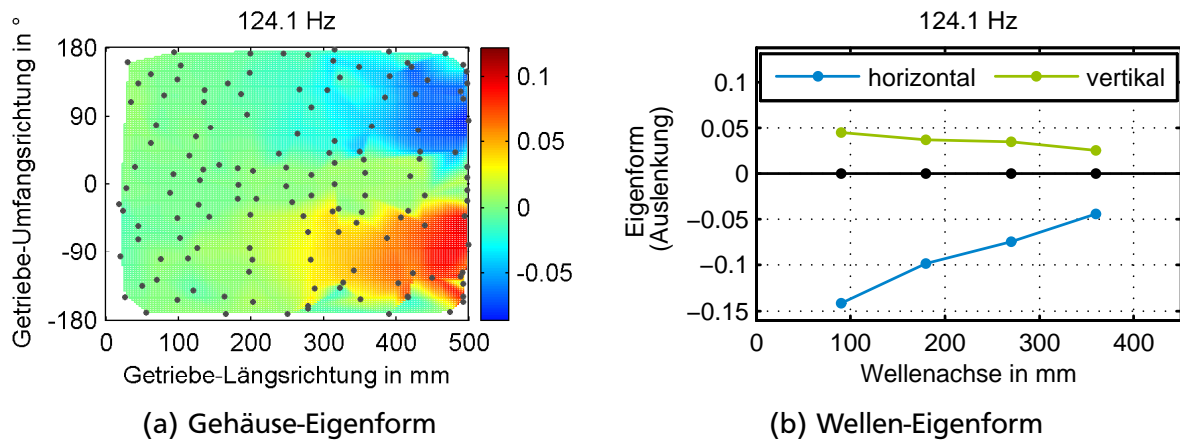 124.1 Hz
Getriebe-Umfangsrichtung in °
180
90
0
-90
-180
0 100 200 300 400 500
Getriebe-Längsrichtung in mm
0.1
0.05
0
-0.05
(a) Gehäuse-Eigenform
124.1 Hz
horizontal vertikal
Eigenform
(Auslenkung)
0.1
0.05
0
−0.05
−0.1
−0.15
0 100 200 300 400
Wellenachse in mm
(b) Wellen-Eigenform